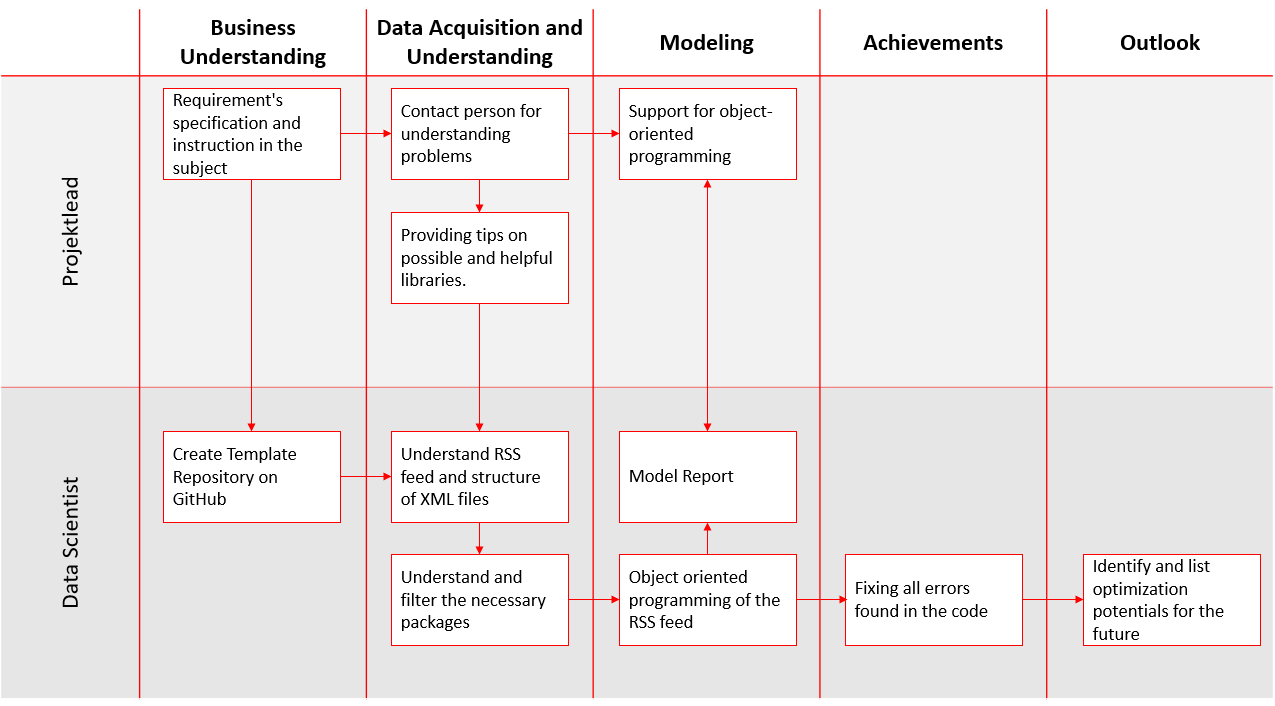 Business
Understanding
Data Acquisition and
Understanding
Modeling
Achievements
Outlook
Projektlead
Requirement's
specification and
instruction in the
subject
Contact person for
understanding
problems
Support for object-
oriented
programming
Providing tips on
possible and helpful
libraries.
Data Scientist
Create Template
Repository on
GitHub
Understand RSS
feed and structure
of XML files
Model Report
Understand and
filter the necessary
packages
Object oriented
programming of the
RSS feed
Fixing all errors
found in the code
Identify and list
optimization
potentials for the
future